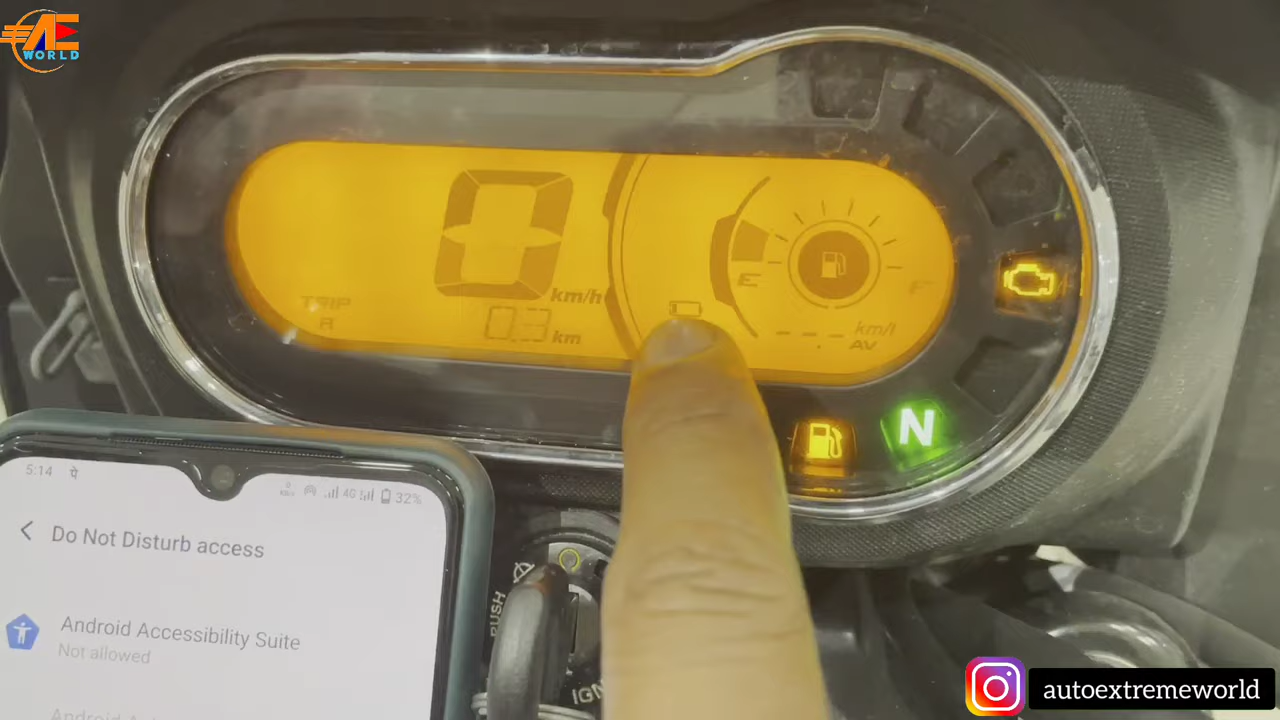 AE
WORLD
0
km/h
TRIP
A
0.3 km
E
F
-.- km/l
AV
N
5:14
4G
32%
Do Not Disturb access
Android Accessibility Suite
Not allowed
PUSH
IGN
autoextremeworld